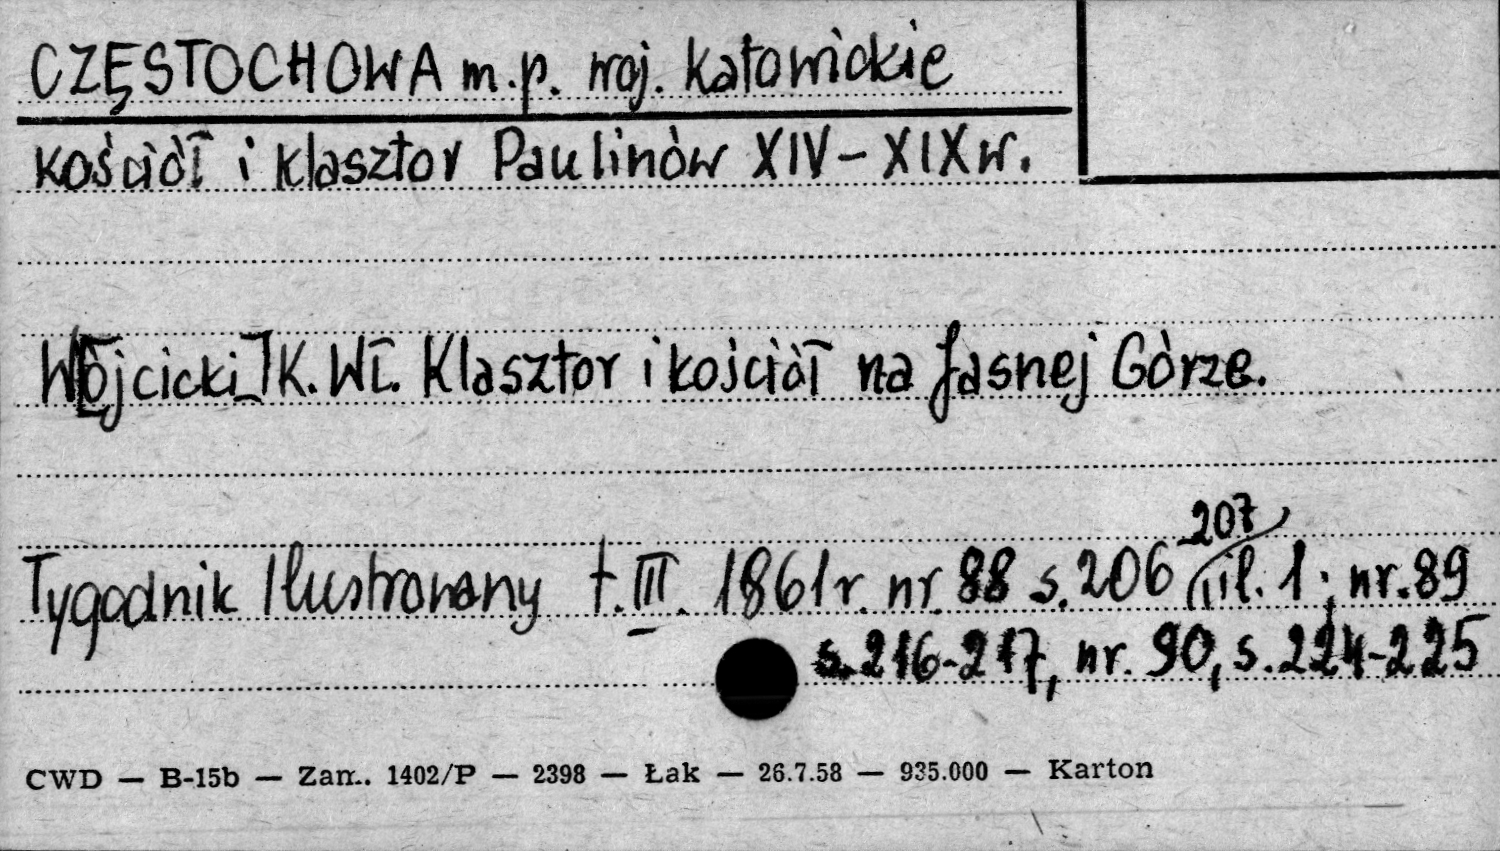 CZĘSTOCHOWA m.p. woj. katowickie
kościół i klasztor Paulinów XIV-XIX w.
W[ójcicki] K. Wł. Klasztor i kościół na Jasnej Górze.
Tygodnik Ilustrowany t. III. 1861 r. nr. 88 s. 206-207, il. 1; nr. 89
s. 216-217, nr. 90, s. 224-225
CWD — B-15b — Zam. 1402/P — 2398 — Łak — 26.7.58 — 935.000 — Karton